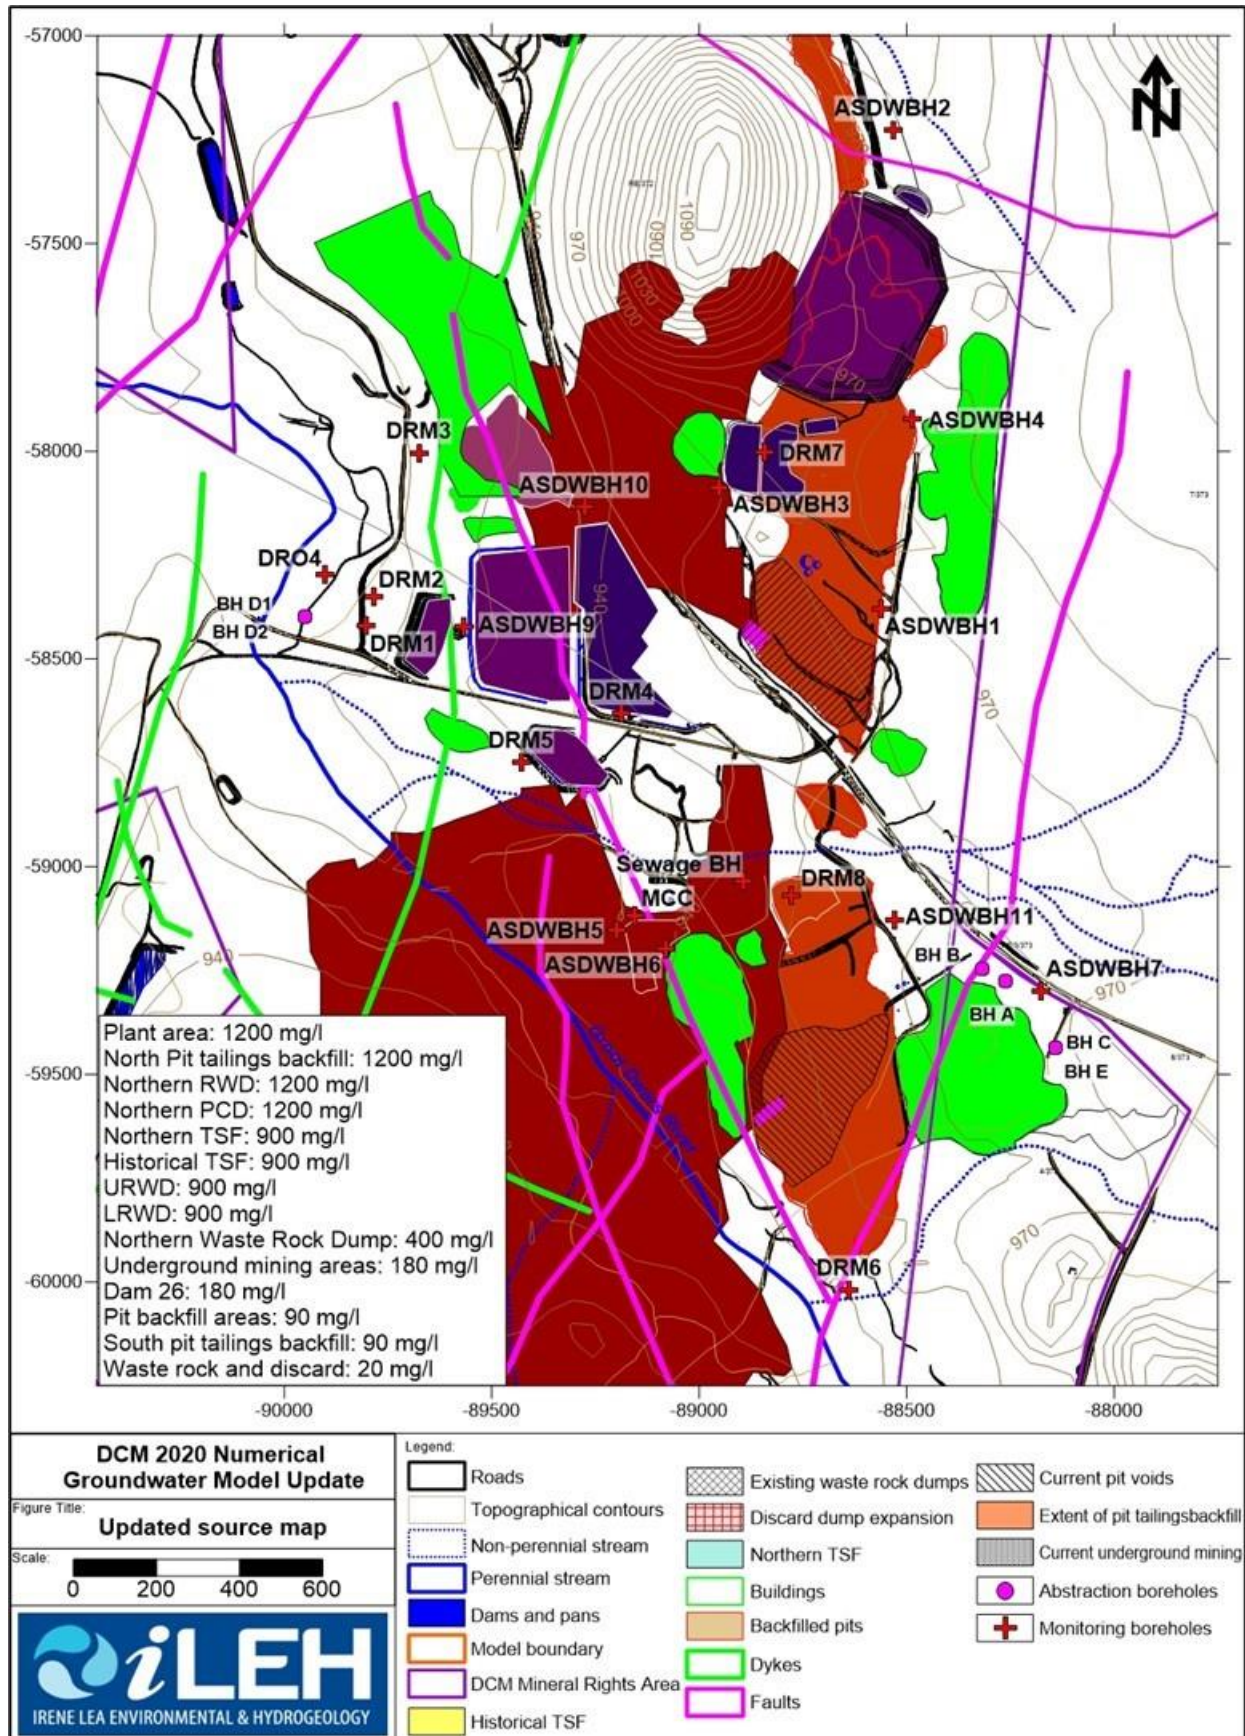 -57000
-57500
-58000
-58500
-59000
-59500
-60000
N
ASDWBH2
1090
1090
1060
1030
1000
970
940
970
ASDWBH4
DRM3
DRM7
ASDWBH10
ASDWBH3
7/373
DRO4
DRM2
BH D1
BH D2
DRM1
ASDWBH9
940
ASDWBH1
DRM4
970
DRM5
Sewage BH
DRM8
MCC
ASDWBH11
ASDWBH5
ASDWBH6
BH B
ASDWBH7
970
940
BH A
BH C
BH E
970
DRM6
Plant area: 1200 mg/l
North Pit tailings backfill: 1200 mg/l
Northern RWD: 1200 mg/l
Northern PCD: 1200 mg/l
Northern TSF: 900 mg/l
Historical TSF: 900 mg/l
URWD: 900 mg/l
LRWD: 900 mg/l
Northern Waste Rock Dump: 400 mg/l
Underground mining areas: 180 mg/l
Dam 26: 180 mg/l
Pit backfill areas: 90 mg/l
South pit tailings backfill: 90 mg/l
Waste rock and discard: 20 mg/l
-90000
-89500
-89000
-88500
-88000
DCM 2020 Numerical
Groundwater Model Update
Figure Title:
Updated source map
Scale:
0 200 400 600
iLEH
IRENE LEA ENVIRONMENTAL & HYDROGEOLOGY
Legend:
Roads
Topographical contours
Non-perennial stream
Perennial stream
Dams and pans
Model boundary
DCM Mineral Rights Area
Historical TSF
Existing waste rock dumps
Discard dump expansion
Northern TSF
Buildings
Backfilled pits
Dykes
Faults
Current pit voids
Extent of pit tailingsbackfill
Current underground mining
Abstraction boreholes
Monitoring boreholes